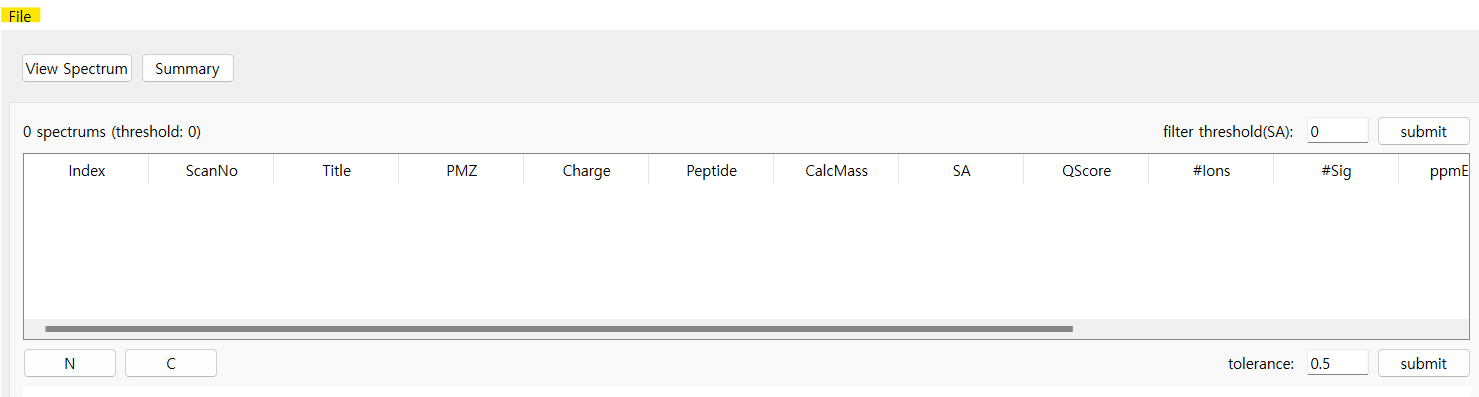 File
View Spectrum Summary
0 spectrums (threshold: 0) filter threshold(SA): 0 submit
Index ScanNo Title PMZ Charge Peptide CalcMass SA QScore #Ions #Sig ppmE
N C tolerance: 0.5 submit